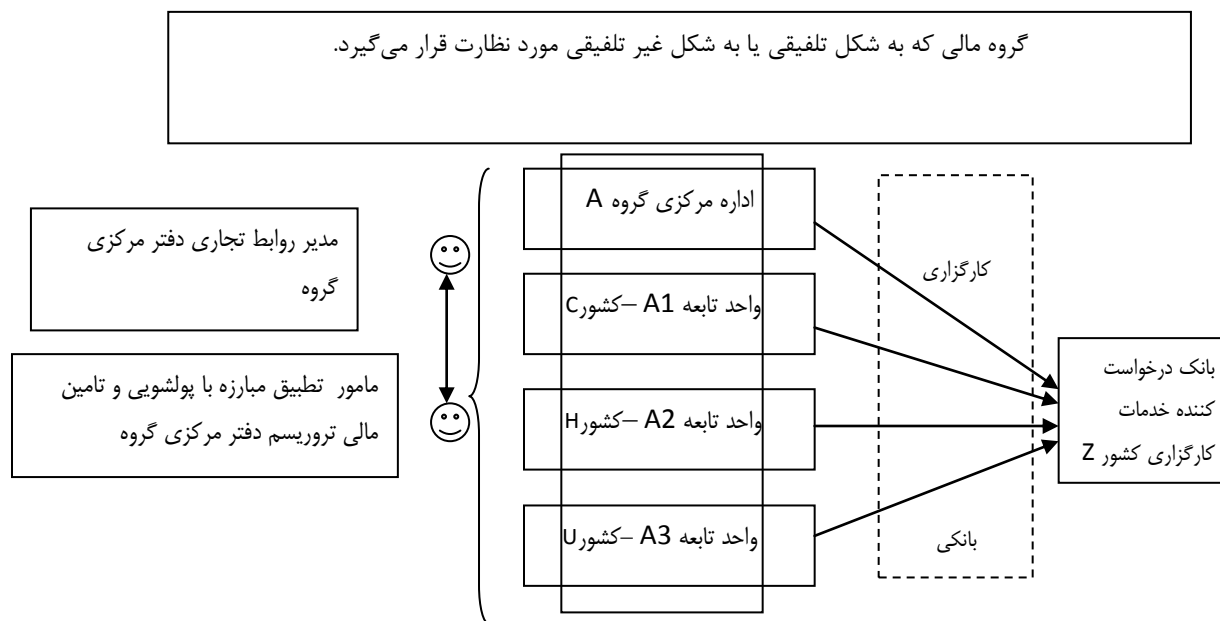 گروه مالی که به شکل تلفیقی یا به شکل غیر تلفیقی مورد نظارت قرار می‌گیرد.
اداره مرکزی گروه A
واحد تابعه A1 –کشورC
واحد تابعه A2 –کشورH
واحد تابعه A3 –کشورU
کارگزاری
بانکی
بانک درخواست
کننده خدمات
کارگزاری کشور Z
مدیر روابط تجاری دفتر مرکزی
گروه
مامور تطبیق مبارزه با پولشویی و تامین
مالی تروریسم دفتر مرکزی گروه